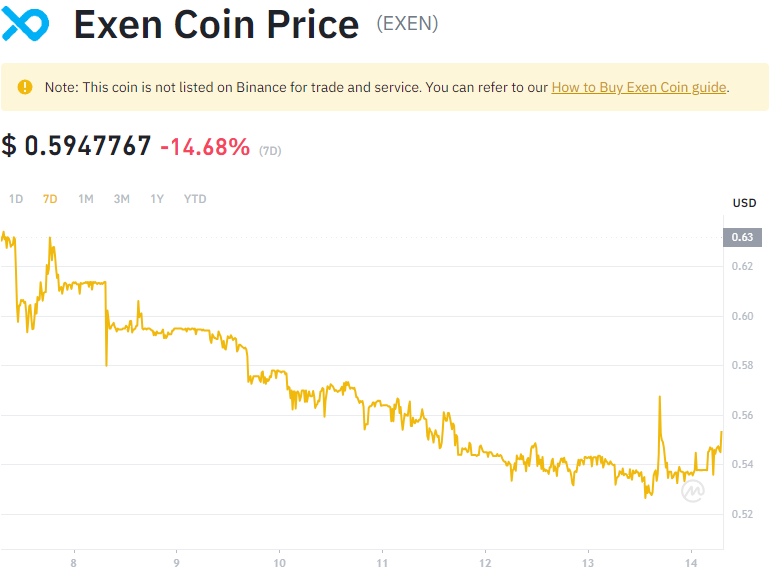 Exen Coin Price (EXEN)
Note: This coin is not listed on Binance for trade and service. You can refer to our How to Buy Exen Coin guide.
$ 0.5947767 -14.68% (7D)
1D 7D 1M 3M 1Y YTD
USD
0.63
0.62
0.60
0.58
0.56
0.54
0.52
8 9 10 11 12 13 14